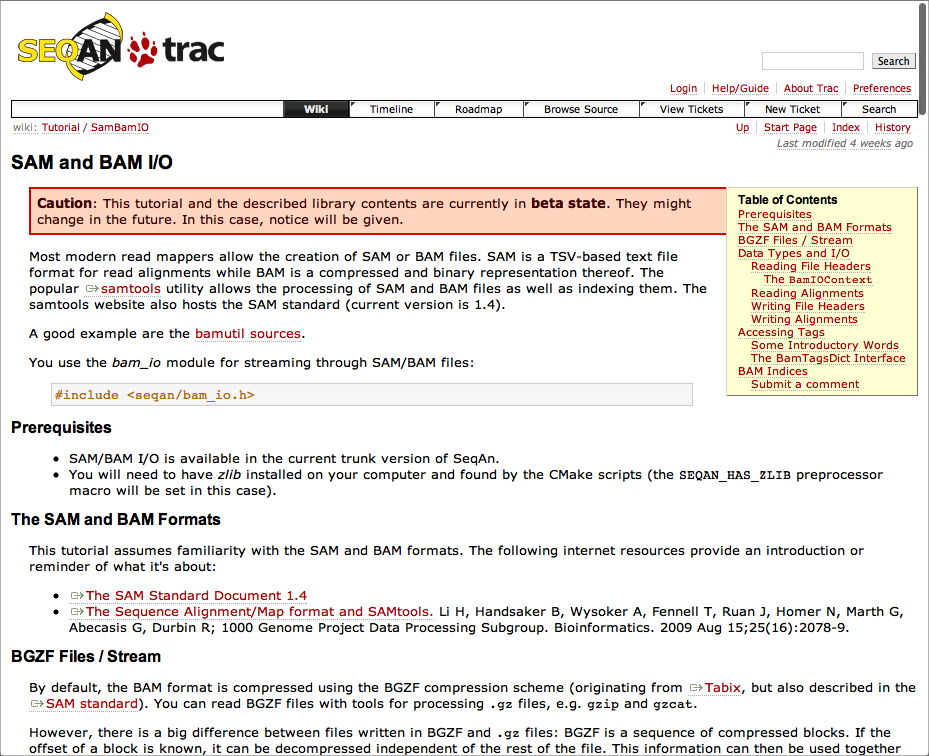 SEQAN trac
Search
Login Help/Guide About Trac Preferences
Wiki Timeline Roadmap Browse Source View Tickets New Ticket Search
wiki: Tutorial / SamBamIO
Up Start Page Index History
Last modified 4 weeks ago
SAM and BAM I/O
Caution: This tutorial and the described library contents are currently in beta state. They might
change in the future. In this case, notice will be given.
Table of Contents
Prerequisites
The SAM and BAM Formats
BGZF Files / Stream
Data Types and I/O
Reading File Headers
The BamIOContext
Reading Alignments
Writing File Headers
Writing Alignments
Accessing Tags
Some Introductory Words
The BamTagsDict Interface
BAM Indices
Submit a comment
Most modern read mappers allow the creation of SAM or BAM files. SAM is a TSV-based text file
format for read alignments while BAM is a compressed and binary representation thereof. The
popular samtools utility allows the processing of SAM and BAM files as well as indexing them. The
samtools website also hosts the SAM standard (current version is 1.4).
A good example are the bamutil sources.
You use the bam_io module for streaming through SAM/BAM files:
#include <seqan/bam_io.h>
Prerequisites
• SAM/BAM I/O is available in the current trunk version of SeqAn.
• You will need to have zlib installed on your computer and found by the CMake scripts (the SEQAN_HAS_ZLIB preprocessor
macro will be set in this case).
The SAM and BAM Formats
This tutorial assumes familiarity with the SAM and BAM formats. The following internet resources provide an introduction or
reminder of what it's about:
• The SAM Standard Document 1.4
• The Sequence Alignment/Map format and SAMtools. Li H, Handsaker B, Wysoker A, Fennell T, Ruan J, Homer N, Marth G,
Abecasis G, Durbin R; 1000 Genome Project Data Processing Subgroup. Bioinformatics. 2009 Aug 15;25(16):2078-9.
BGZF Files / Stream
By default, the BAM format is compressed using the BGZF compression scheme (originating from Tabix, but also described in the
SAM standard). You can read BGZF files with tools for processing .gz files, e.g. gzip and gzcat.
However, there is a big difference between files written in BGZF and .gz files: BGZF is a sequence of compressed blocks. If the
offset of a block is known, it can be decompressed independent of the rest of the file. This information can then be used together